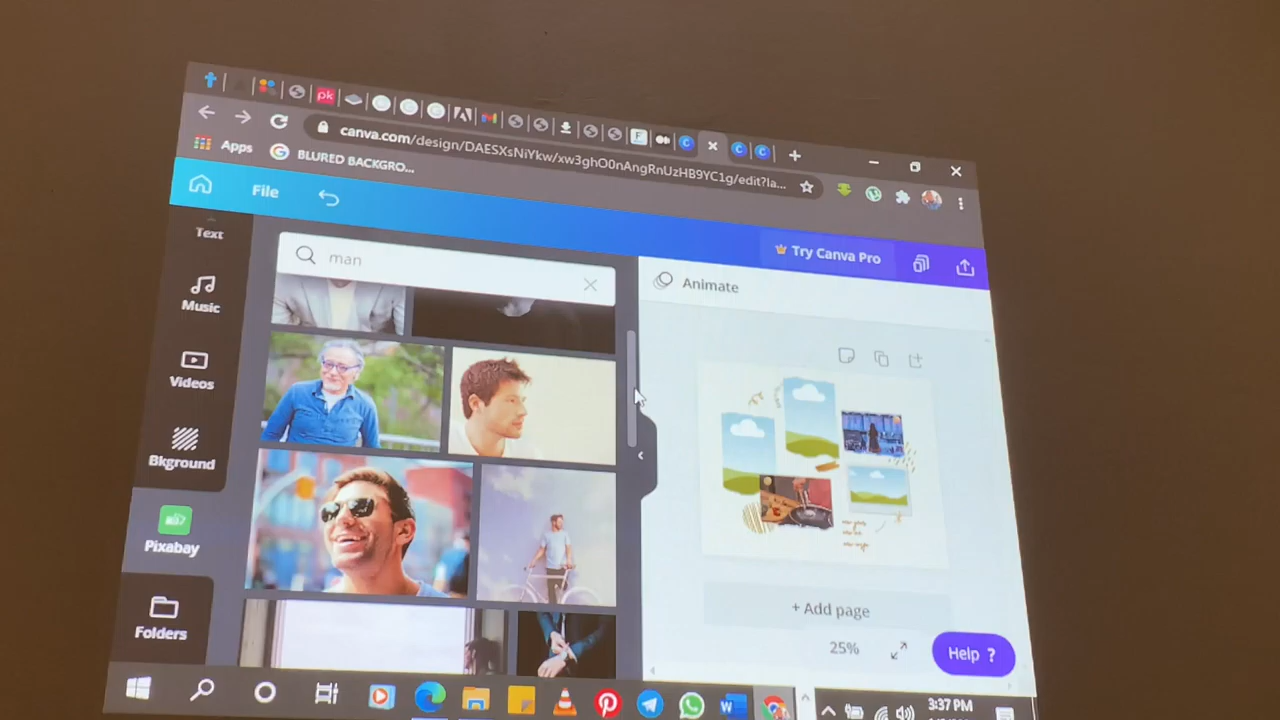 pk
F
canva.com/design/DAESXsNiYkw/xw3ghO0nAngRnUzHB9YC1g/edit?la...
Apps
BLURED BACKGRO...
File
Try Canva Pro
Text
man
Animate
Music
Videos
Bkground
Pixabay
Folders
+ Add page
25%
Help ?
W
3:37 PM